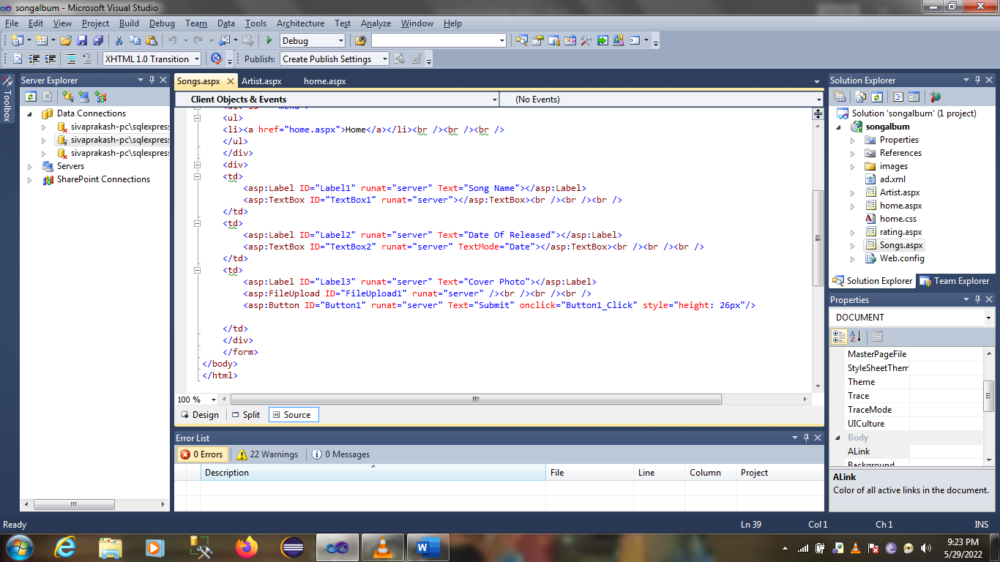 songalbum - Microsoft Visual Studio
File Edit View Project Build Debug Team Data Tools Architecture Test Analyze Window Help
Debug
XHTML 1.0 Transition Publish: Create Publish Settings
Toolbox
Server Explorer
Data Connections
sivaprakash-pc\sqlexpress
sivaprakash-pc\sqlexpress
sivaprakash-pc\sqlexpress
Servers
SharePoint Connections
Songs.aspx Artist.aspx home.aspx
Client Objects & Events (No Events)
<ul>
<li><a href="home.aspx">Home</a></li><br /><br /><br />
</ul>
</div>
<div>
<td>
<asp:Label ID="Label1" runat="server" Text="Song Name"></asp:Label>
<asp:TextBox ID="TextBox1" runat="server"></asp:TextBox><br /><br /><br />
</td>
<td>
<asp:Label ID="Label2" runat="server" Text="Date Of Released"></asp:Label>
<asp:TextBox ID="TextBox2" runat="server" TextMode="Date"></asp:TextBox><br /><br /><br />
</td>
<td>
<asp:Label ID="Label3" runat="server" Text="Cover Photo"></asp:Label>
<asp:FileUpload ID="FileUpload1" runat="server" /><br /><br /><br />
<asp:Button ID="Button1" runat="server" Text="Submit" onclick="Button1_Click" style="height: 26px"/>
</td>
</div>
</form>
</body>
</html>
100 %
Design Split Source
Error List
0 Errors 22 Warnings 0 Messages
Description File Line Column Project
Solution Explorer
Solution 'songalbum' (1 project)
songalbum
Properties
References
images
ad.xml
Artist.aspx
home.aspx
home.css
rating.aspx
Songs.aspx
Web.config
Solution Explorer Team Explorer
Properties
DOCUMENT
MasterPageFile
StyleSheetThem
Theme
Trace
TraceMode
UICulture
Body
ALink
Background
ALink
Color of all active links in the document.
Ready Ln 39 Col 1 Ch 1 INS
9:23 PM
5/29/2022